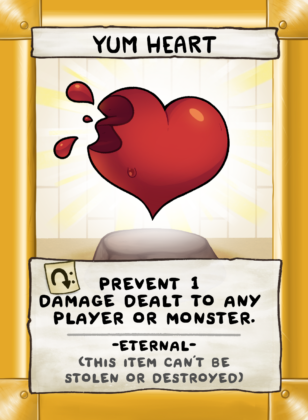 YUM HEART
PREVENT 1
DAMAGE DEALT TO ANY
PLAYER OR MONSTER.
-ETERNAL-
(THIS ITEM CAN'T BE
STOLEN OR DESTROYED)